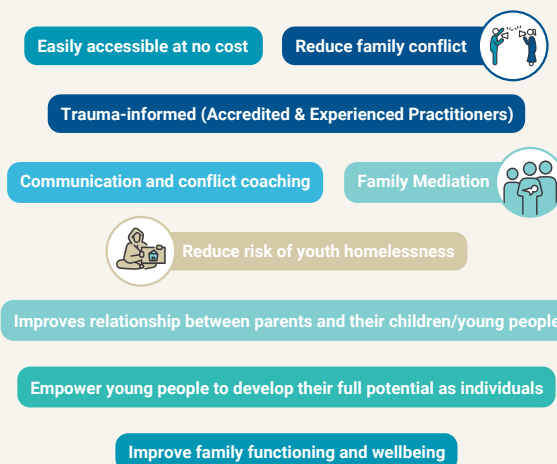 Easily accessible at no cost
Reduce family conflict
Trauma-informed (Accredited & Experienced Practitioners)
Communication and conflict coaching
Family Mediation
Reduce risk of youth homelessness
Improves relationship between parents and their children/young people
Empower young people to develop their full potential as individuals
Improve family functioning and wellbeing